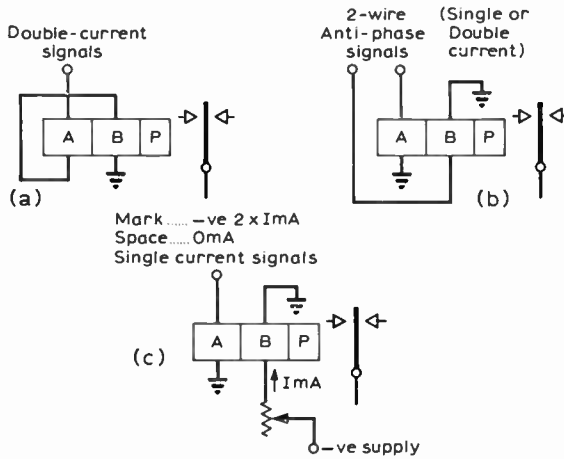 Double-current
signals
A B P
(a)
2-wire
Anti-phase
signals
(Single or
Double
current)
A B P
(b)
Mark ...... -ve 2 x ImA
Space ...... OmA
Single current signals
A B P
(c)
ImA
-ve supply